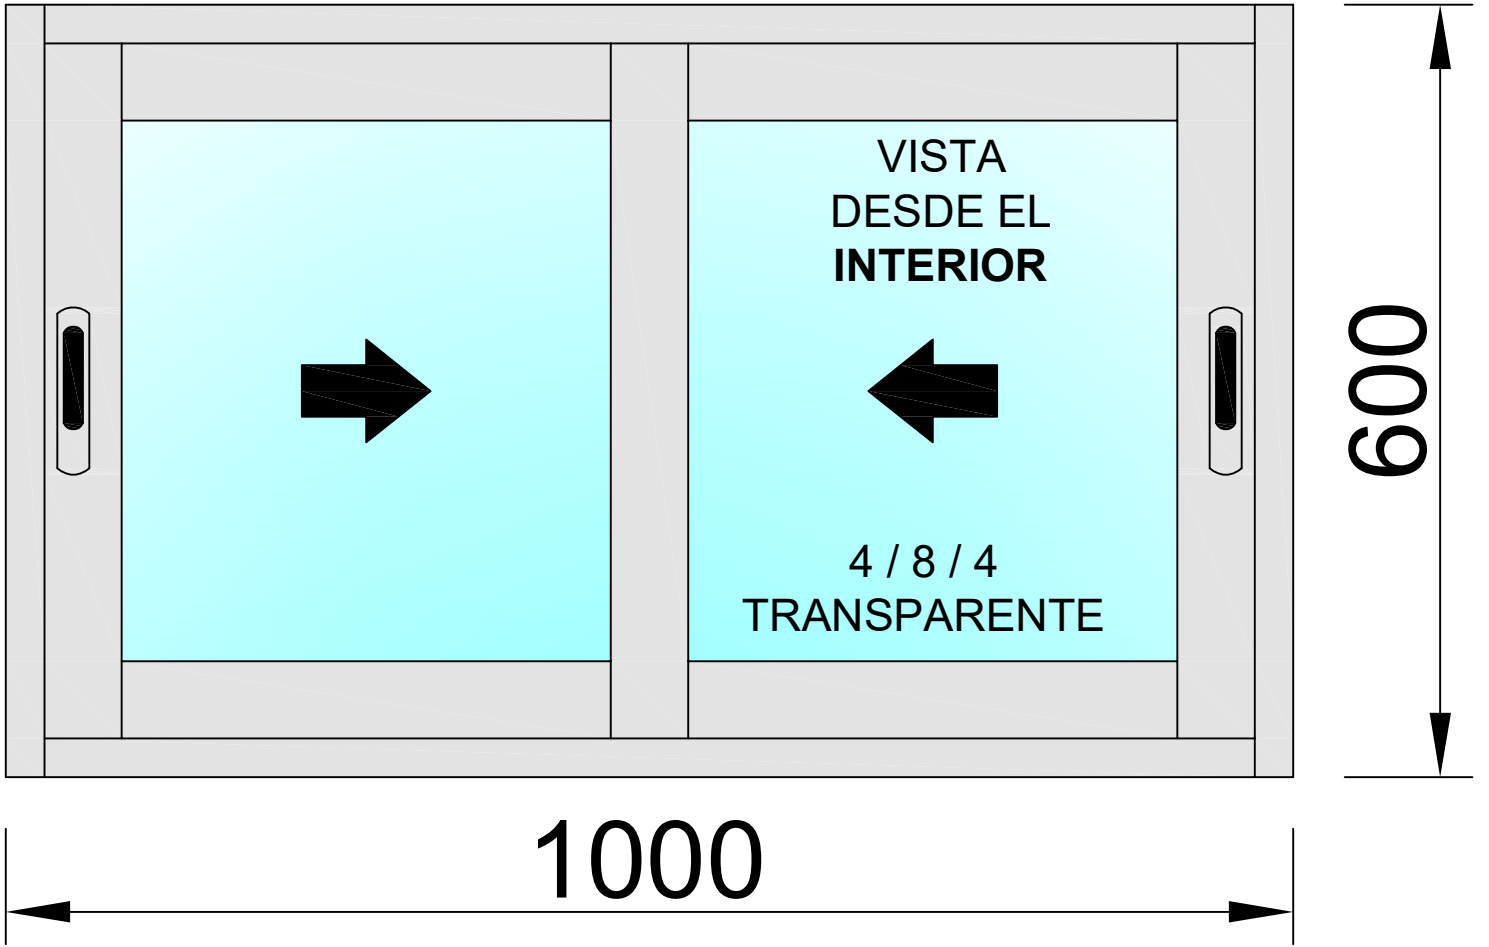 VISTA
DESDE EL
INTERIOR
4 / 8 / 4
TRANSPARENTE
600
1000